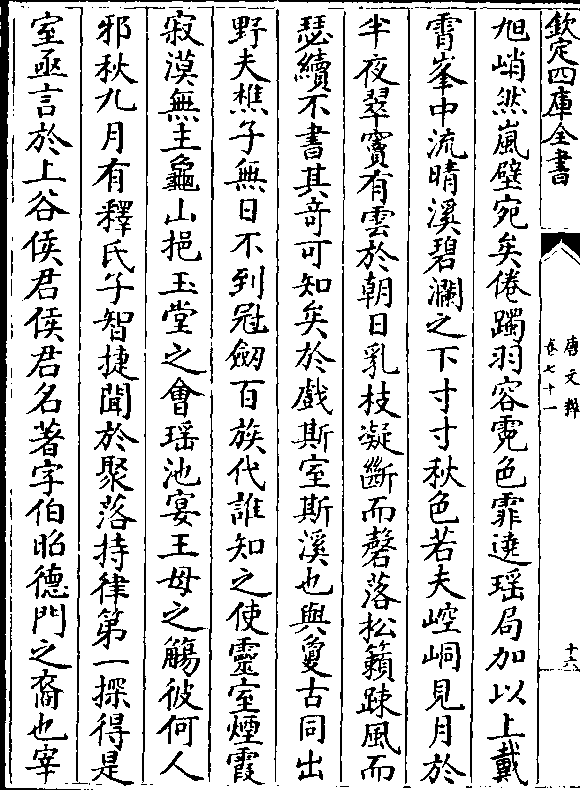 欽定四庫全書
唐文粹
卷七十一
十六
旭峭然嵐壁宛矣倦躅羽容霓色霏遶瑶局加以上戴
霄峯中流晴溪碧瀾之下寸寸秋色若夫崆峒見月於
半夜翠竇有雲於朝日乳枝凝斷而磬落松籟踈風而
瑟續不書其奇可知矣於戲斯室斯溪也與敻古同出
野夫樵子無日不到冠劒百族代誰知之使靈室煙霞
寂漠無主龜山挹玉堂之會瑶池宴王母之觴彼何人
邪秋九月有釋氏子智捷聞於聚落持律第一探得是
室亟言於上谷侯君侯君名著字伯昭德門之裔也宰